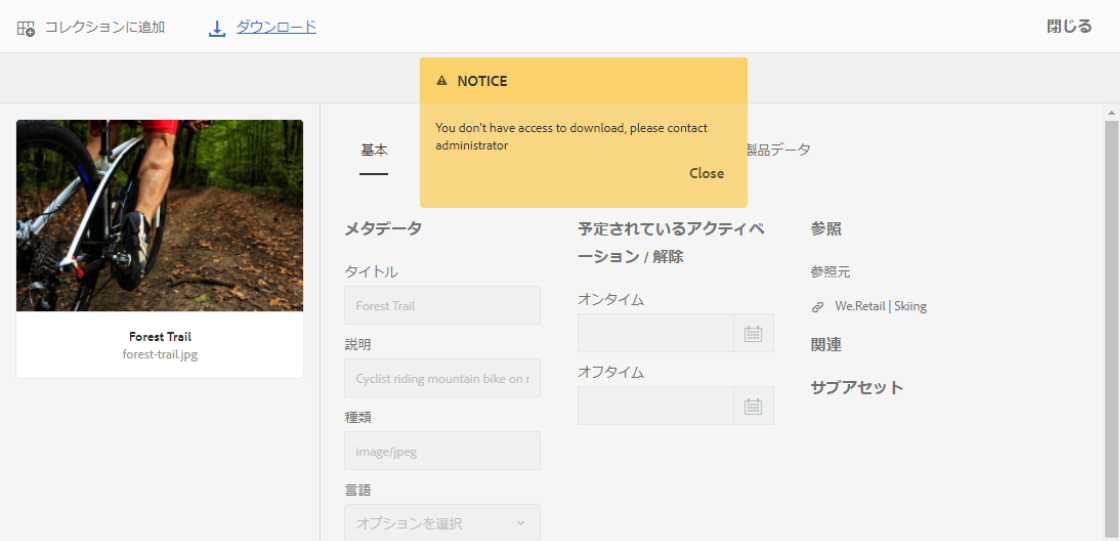 コレクションに追加
ダウンロード
閉じる
NOTICE
You don't have access to download, please contact
administrator
Close
基本
製品データ
Forest Trail
forest-trail.jpg
メタデータ
タイトル
Forest Trail
説明
Cyclist riding mountain bike on
種類
image/jpeg
言語
オプションを選択
予定されているアクティベ
ーション / 解除
オンタイム
オフタイム
参照
参照元
We.Retail | Skiing
関連
サブアセット